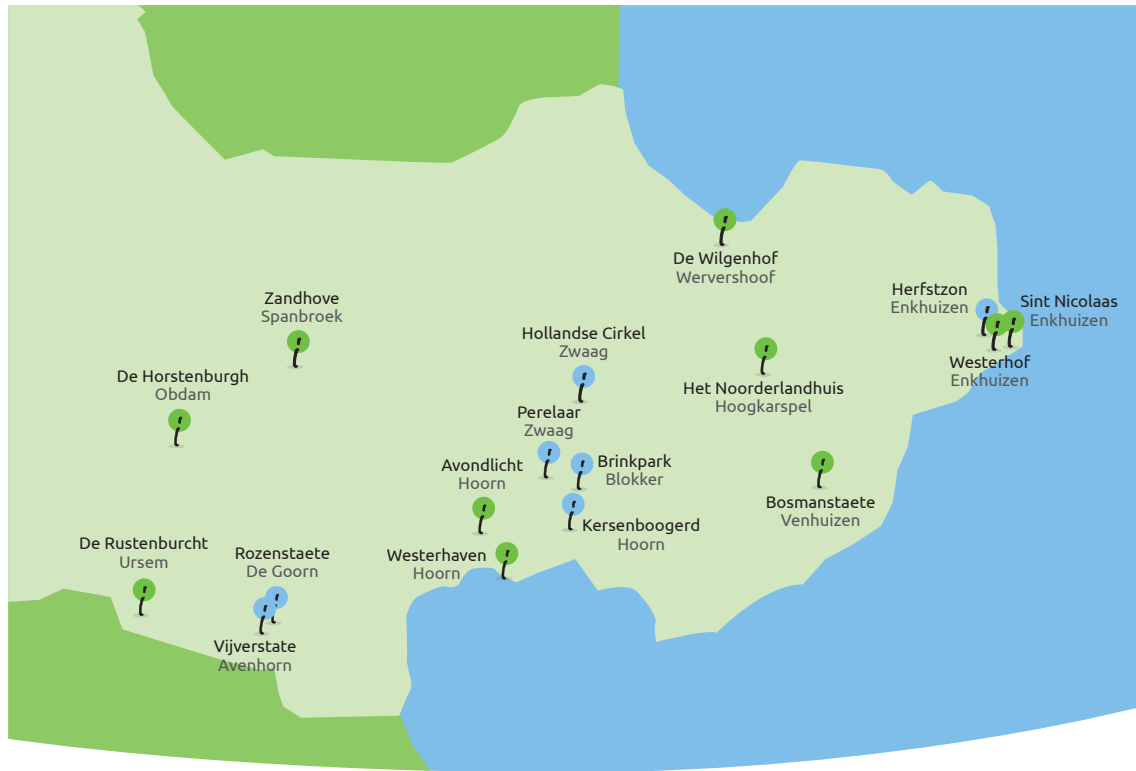 De Wilgenhof
Wervershoof
Herfstzon
Enkhuizen
Sint Nicolaas
Enkhuizen
Zandhove
Spanbroek
Hollandse Cirkel
Zwaag
Westerhof
Enkhuizen
De Horstenburgh
Obdam
Het Noorderlandhuis
Hoogkarspel
Perelaar
Zwaag
Avondlicht
Hoorn
Brinkpark
Blokker
Bosmanstaete
Venhuizen
Kersenboogerd
Hoorn
De Rustenburcht
Ursem
Rozenstaete
De Goorn
Westerhaven
Hoorn
Vijverstate
Avenhorn